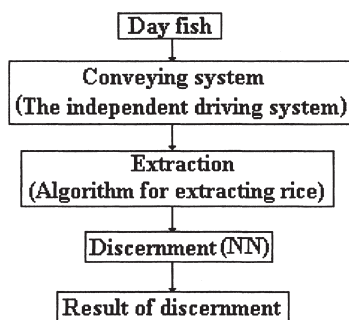 Day fish
Conveying system
(The independent driving system)
Extraction
(Algorithm for extracting rice)
Discernment (NN)
Result of discernment